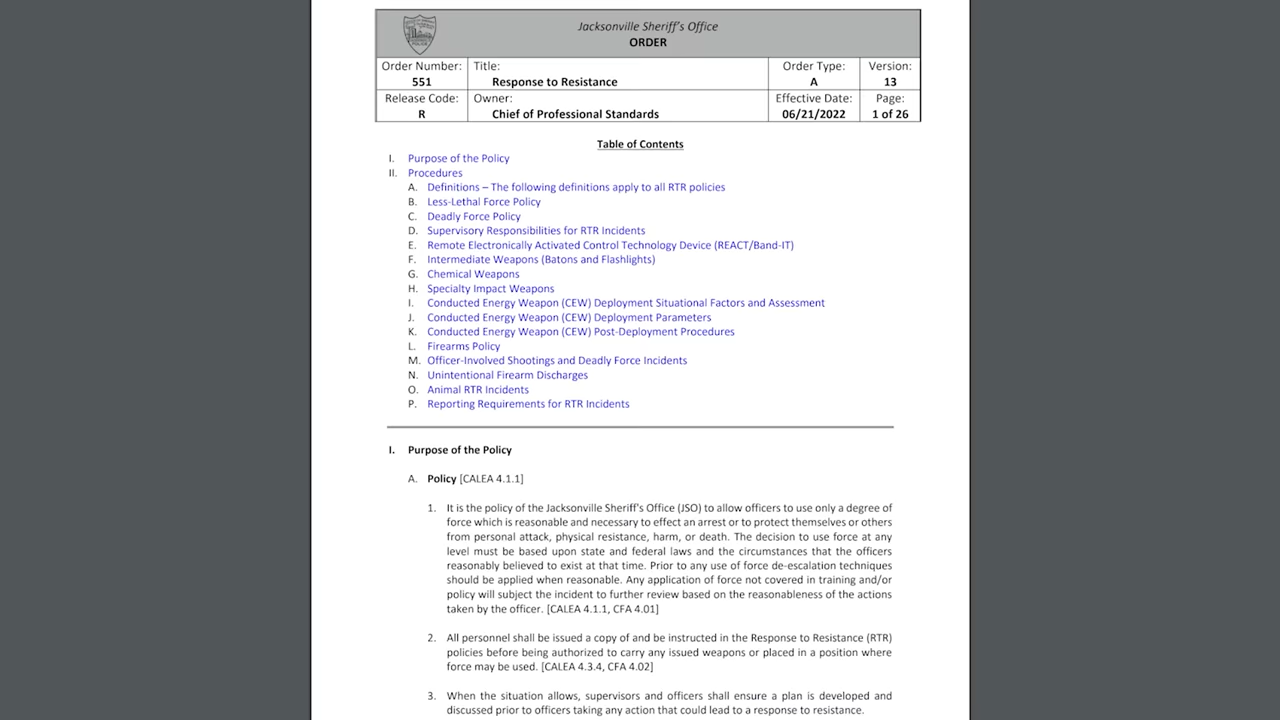 Jacksonville Sheriff's Office
ORDER
Order Number:
551
Title:
Response to Resistance
Order Type:
A
Version:
13
Release Code:
R
Owner:
Chief of Professional Standards
Effective Date:
06/21/2022
Page:
1 of 26
Table of Contents
I. Purpose of the Policy
II. Procedures
A. Definitions – The following definitions apply to all RTR policies
B. Less-Lethal Force Policy
C. Deadly Force Policy
D. Supervisory Responsibilities for RTR Incidents
E. Remote Electronically Activated Control Technology Device (REACT/Band-IT)
F. Intermediate Weapons (Batons and Flashlights)
G. Chemical Weapons
H. Specialty Impact Weapons
I. Conducted Energy Weapon (CEW) Deployment Situational Factors and Assessment
J. Conducted Energy Weapon (CEW) Deployment Parameters
K. Conducted Energy Weapon (CEW) Post-Deployment Procedures
L. Firearms Policy
M. Officer-Involved Shootings and Deadly Force Incidents
N. Unintentional Firearm Discharges
O. Animal RTR Incidents
P. Reporting Requirements for RTR Incidents
I. Purpose of the Policy
A. Policy [CALEA 4.1.1]
1. It is the policy of the Jacksonville Sheriff's Office (JSO) to allow officers to use only a degree of
force which is reasonable and necessary to effect an arrest or to protect themselves or others
from personal attack, physical resistance, harm, or death. The decision to use force at any
level must be based upon state and federal laws and the circumstances that the officers
reasonably believed to exist at that time. Prior to any use of force de-escalation techniques
should be applied when reasonable. Any application of force not covered in training and/or
policy will subject the incident to further review based on the reasonableness of the actions
taken by the officer. [CALEA 4.1.1, CFA 4.01]
2. All personnel shall be issued a copy of and be instructed in the Response to Resistance (RTR)
policies before being authorized to carry any issued weapons or placed in a position where
force may be used. [CALEA 4.3.4, CFA 4.02]
3. When the situation allows, supervisors and officers shall ensure a plan is developed and
discussed prior to officers taking any action that could lead to a response to resistance.